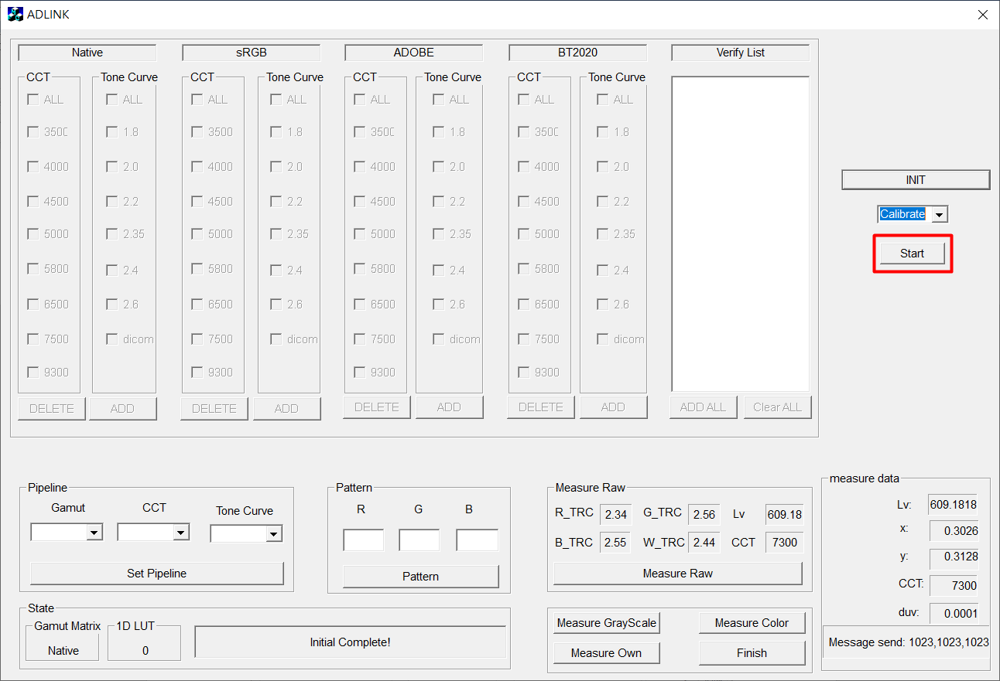 ADLINK
Native sRGB ADOBE BT2020 Verify List
CCT Tone Curve CCT Tone Curve CCT Tone Curve CCT Tone Curve
ALL ALL ALL ALL ALL ALL ALL ALL
3500 1.8 3500 1.8 3500 1.8 3500 1.8
4000 2.0 4000 2.0 4000 2.0 4000 2.0
INIT
4500 2.2 4500 2.2 4500 2.2 4500 2.2
Calibrate
5000 2.35 5000 2.35 5000 2.35 5000 2.35
Start
5800 2.4 5800 2.4 5800 2.4 5800 2.4
6500 2.6 6500 2.6 6500 2.6 6500 2.6
7500 dicom 7500 dicom 7500 dicom 7500 dicom
9300 9300 9300 9300
DELETE ADD DELETE ADD DELETE ADD DELETE ADD ADD ALL Clear ALL
Pipeline
Gamut CCT Tone Curve
Set Pipeline
Pattern
R G B
Pattern
Measure Raw
R_TRC 2.34 G_TRC 2.56 Lv 609.18
B_TRC 2.55 W_TRC 2.44 CCT 7300
Measure Raw
measure data
Lv: 609.1818
x: 0.3026
y: 0.3128
CCT: 7300
duv: 0.0001
Message send: 1023,1023,1023
State
Gamut Matrix 1D LUT
Native 0
Initial Complete!
Measure GrayScale Measure Color
Measure Own Finish